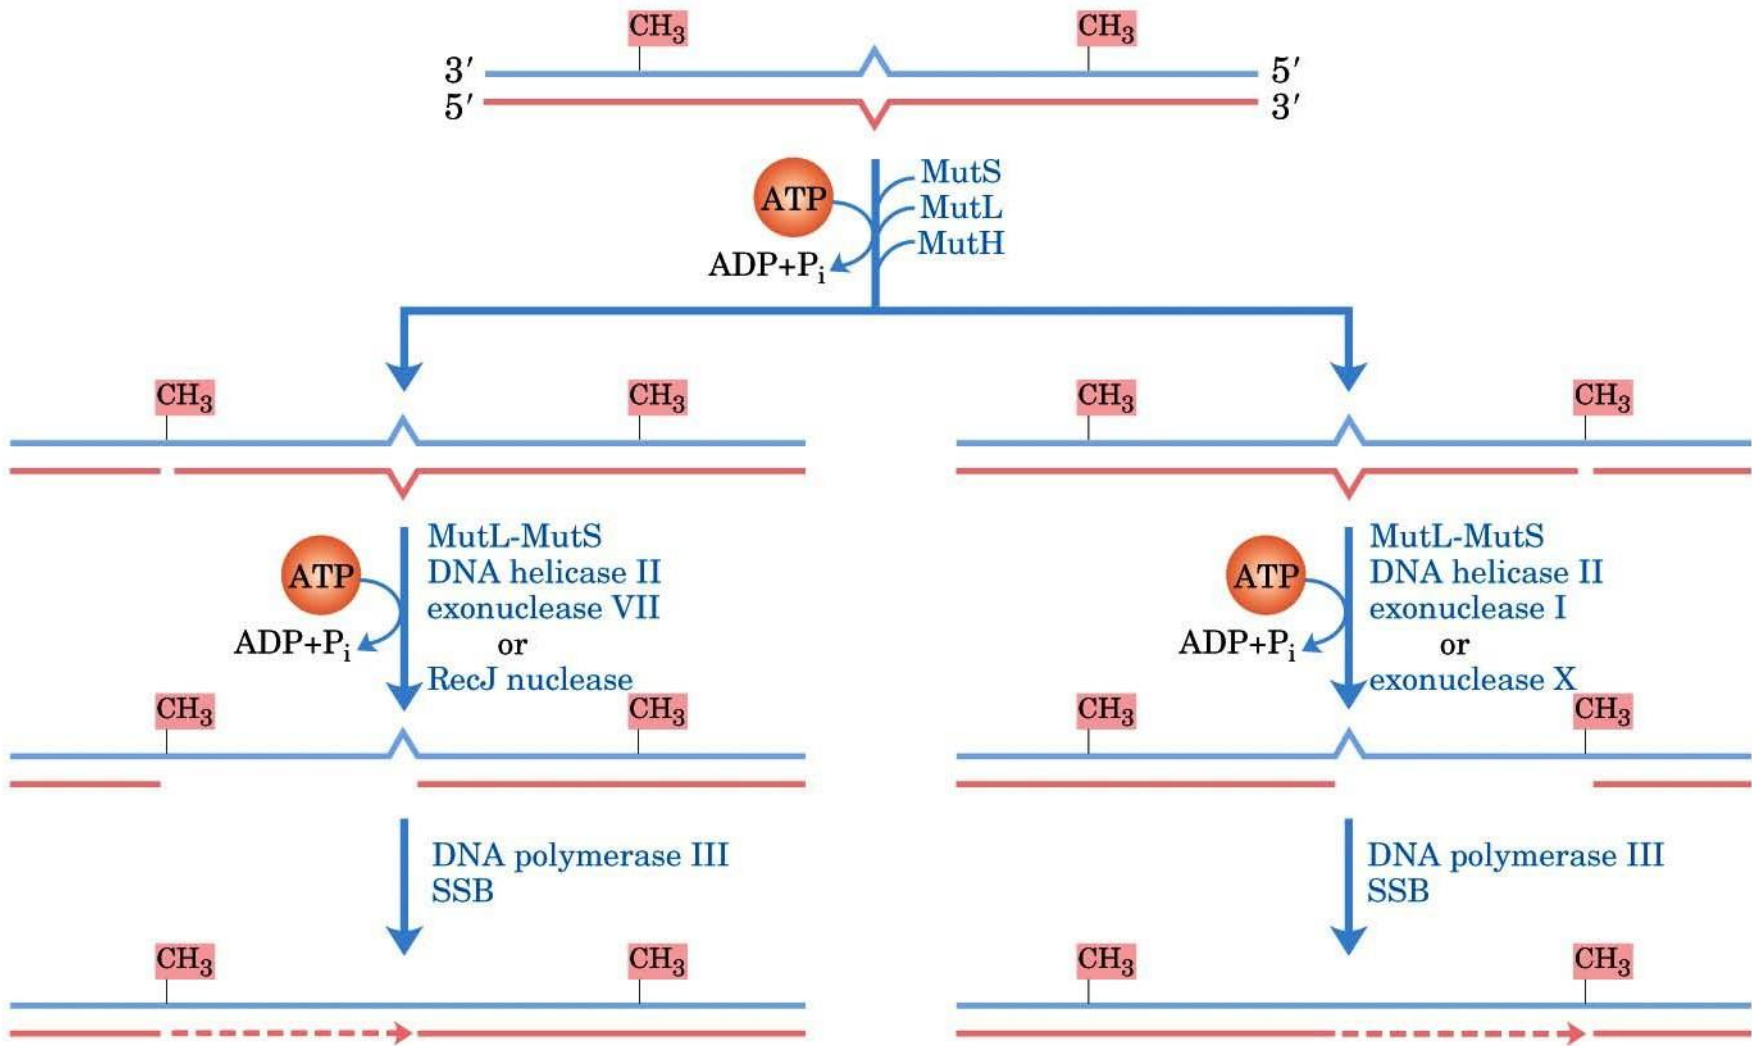 CH₃ CH₃
3′ 5′
5′ 3′
ATP
ADP+Pᵢ
MutS
MutL
MutH
CH₃ CH₃
CH₃ CH₃
ATP
ADP+Pᵢ
MutL-MutS
DNA helicase II
exonuclease VII
or
RecJ nuclease
ATP
ADP+Pᵢ
MutL-MutS
DNA helicase II
exonuclease I
or
exonuclease X
CH₃ CH₃
CH₃ CH₃
DNA polymerase III
SSB
DNA polymerase III
SSB
CH₃ CH₃
CH₃ CH₃